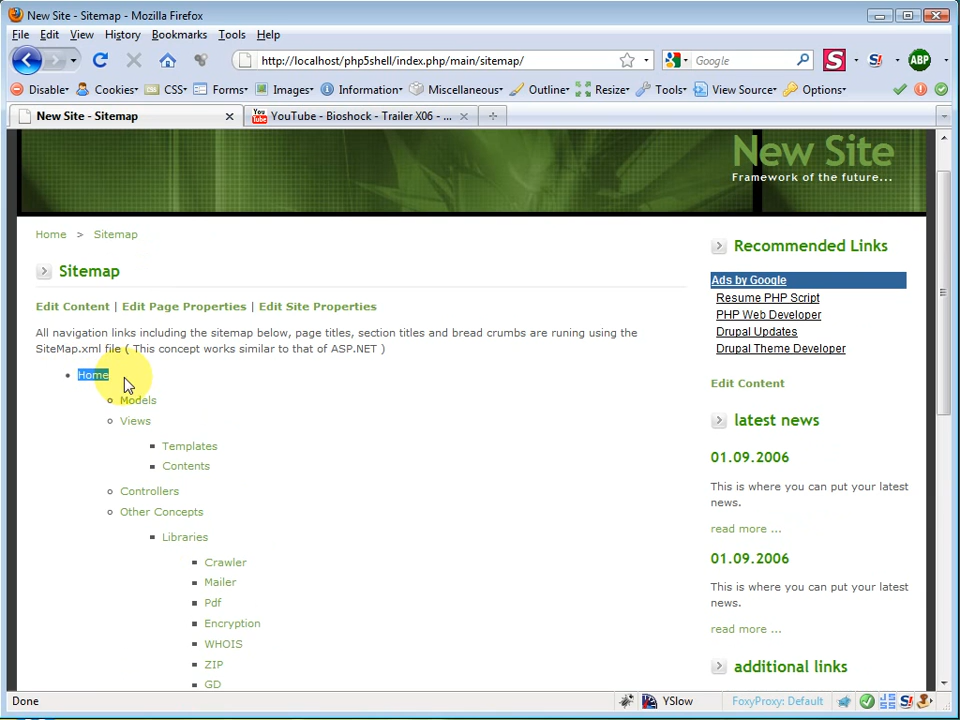 New Site - Sitemap - Mozilla Firefox
File Edit View History Bookmarks Tools Help
http://localhost/php5shell/index.php/main/sitemap/ Google S S! ABP
Disable▾ Cookies▾ CSS▾ Forms▾ Images▾ Information▾ Miscellaneous▾ Outline▾ Resize▾ Tools▾ View Source▾ Options▾
New Site - Sitemap YouTube - Bioshock - Trailer X06 - ...
New Site
Framework of the future...
Home > Sitemap
Sitemap
Edit Content | Edit Page Properties | Edit Site Properties
All navigation links including the sitemap below, page titles, section titles and bread crumbs are runing using the
SiteMap.xml file ( This concept works similar to that of ASP.NET )
Home
Models
Views
Templates
Contents
Controllers
Other Concepts
Libraries
Crawler
Mailer
Pdf
Encryption
WHOIS
ZIP
GD
Recommended Links
Ads by Google
Resume PHP Script
PHP Web Developer
Drupal Updates
Drupal Theme Developer
Edit Content
latest news
01.09.2006
This is where you can put your latest
news.
read more ...
01.09.2006
This is where you can put your latest
news.
read more ...
additional links
Done YSlow FoxyProxy: Default